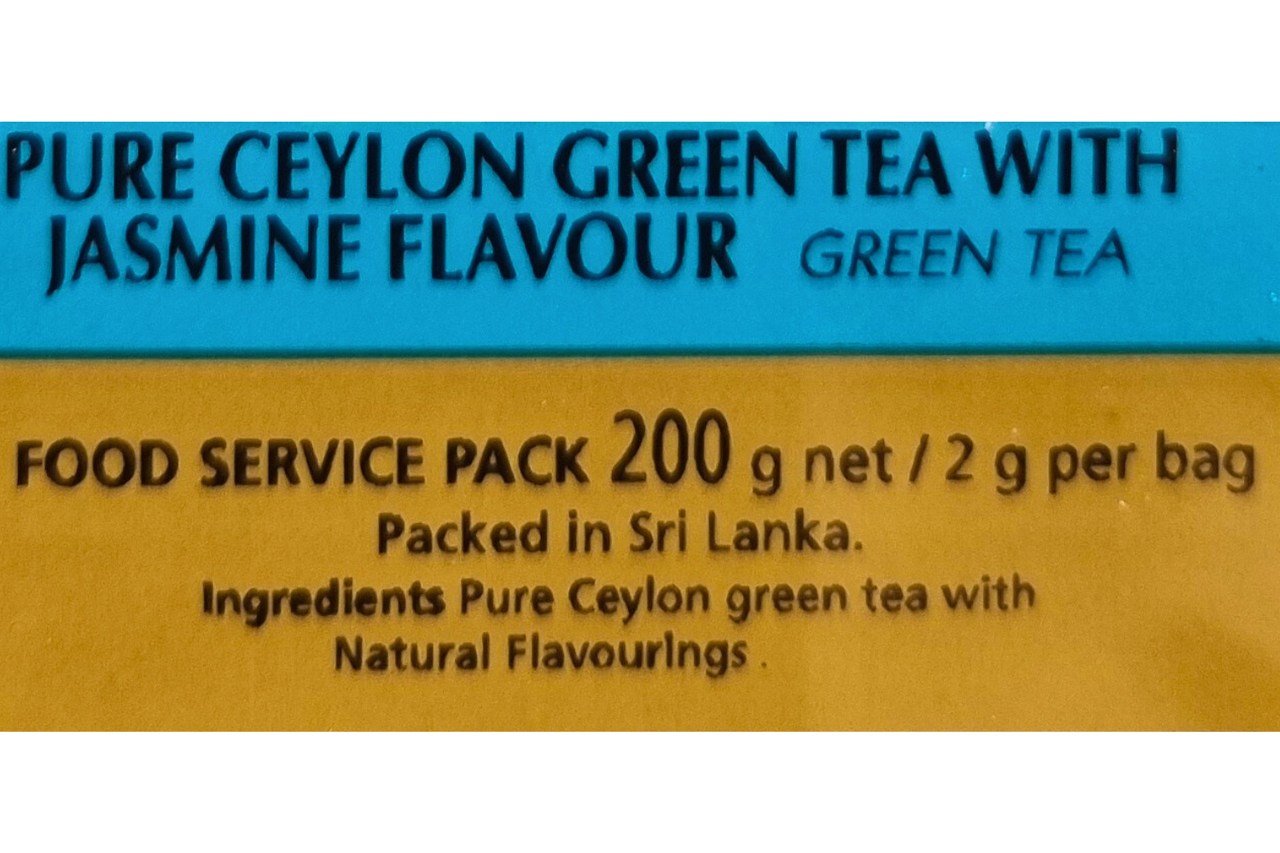 PURE CEYLON GREEN TEA WITH
JASMINE FLAVOUR GREEN TEA
FOOD SERVICE PACK 200 g net / 2 g per bag
Packed in Sri Lanka.
Ingredients Pure Ceylon green tea with
Natural Flavourings .